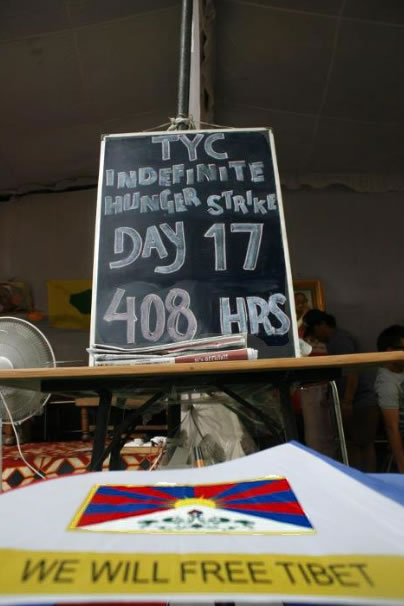 TYC
INDEFINITE
HUNGER STRIKE
DAY 17
408 HRS
WE WILL FREE TIBET